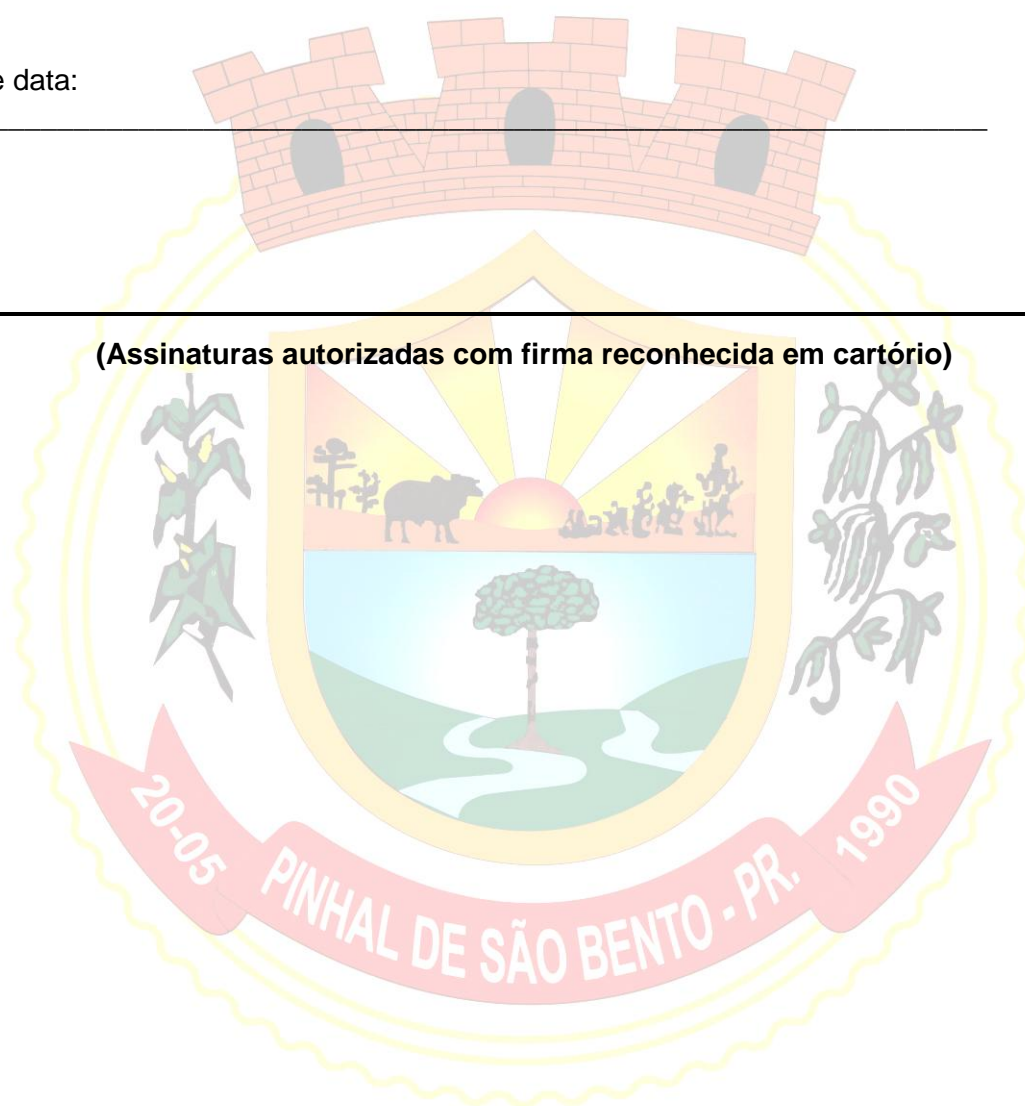 e data:
(Assinaturas autorizadas com firma reconhecida em cartório)
20-05
PINHAL DE SÃO BENTO - PR.
1990